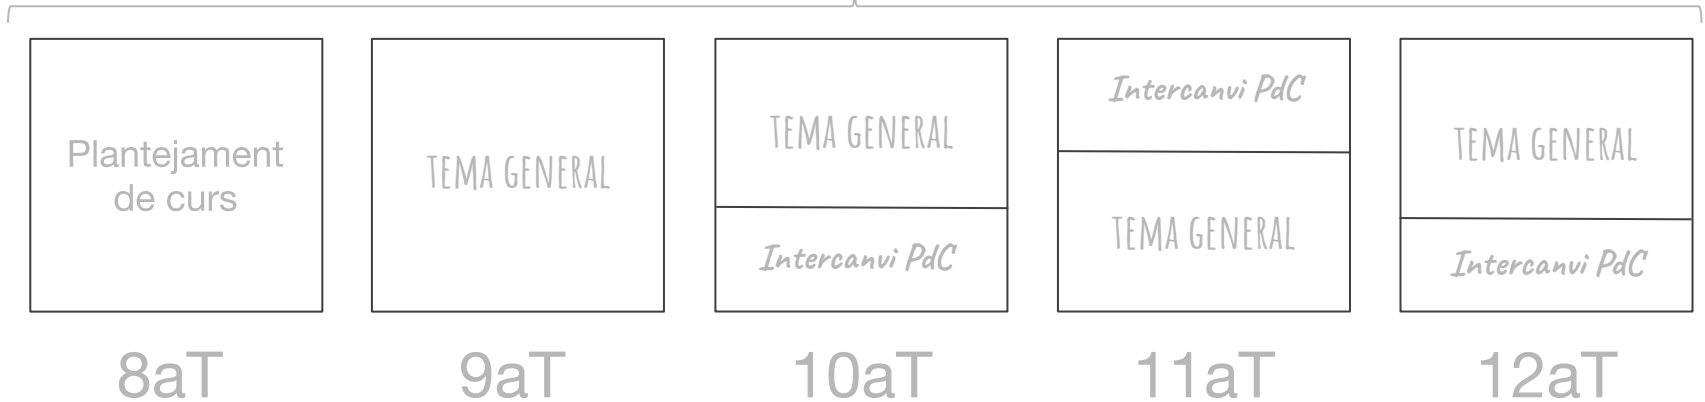 Plantejament
de curs
TEMA GENERAL
TEMA GENERAL
Intercanvi PdC
Intercanvi PdC
TEMA GENERAL
TEMA GENERAL
Intercanvi PdC
8aT
9aT
10aT
11aT
12aT